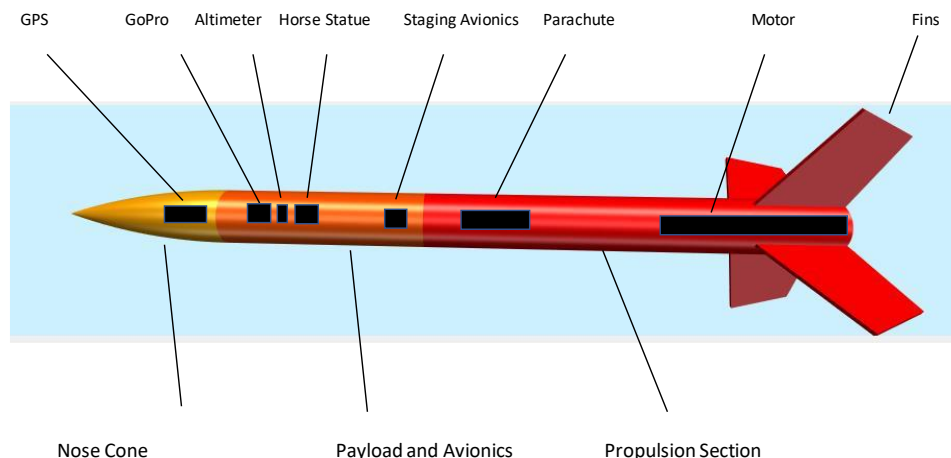 GPS GoPro Altimeter Horse Statue Staging Avionics Parachute Motor Fins
Nose Cone Payload and Avionics Propulsion Section